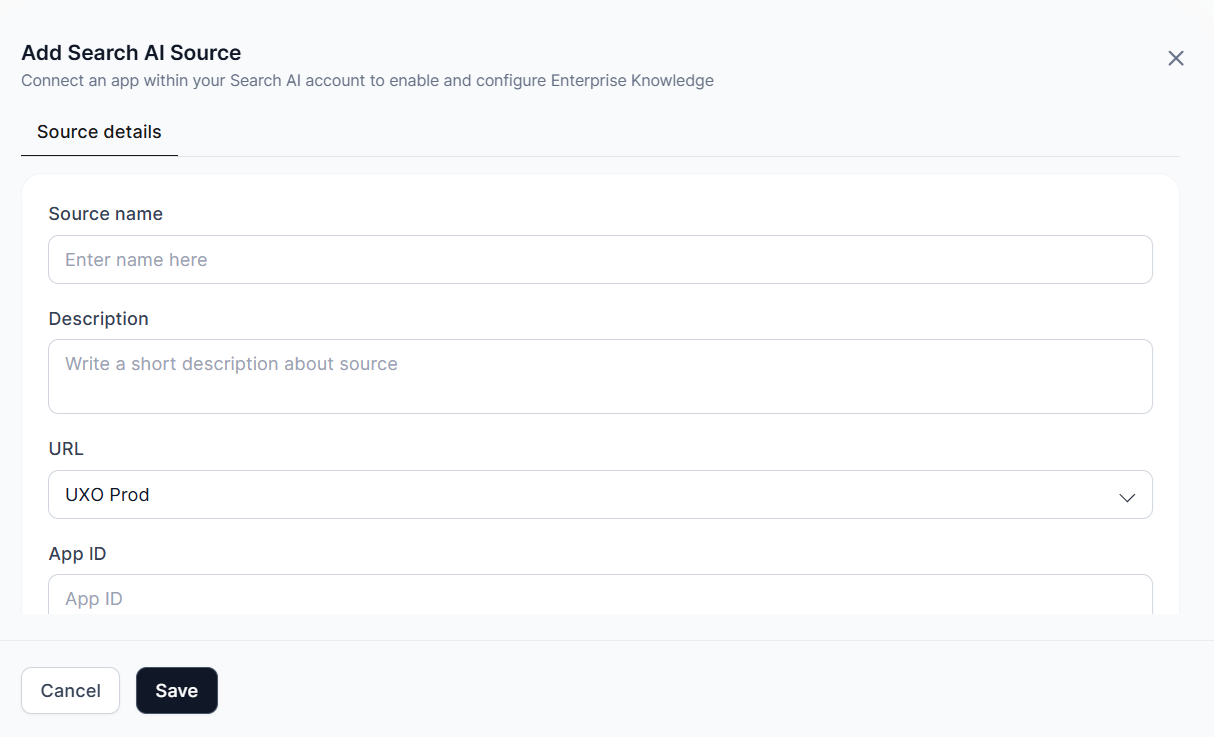 Add Search AI Source
Connect an app within your Search AI account to enable and configure Enterprise Knowledge
Source details
Source name
Enter name here
Description
Write a short description about source
URL
UXO Prod
App ID
App ID
Cancel
Save